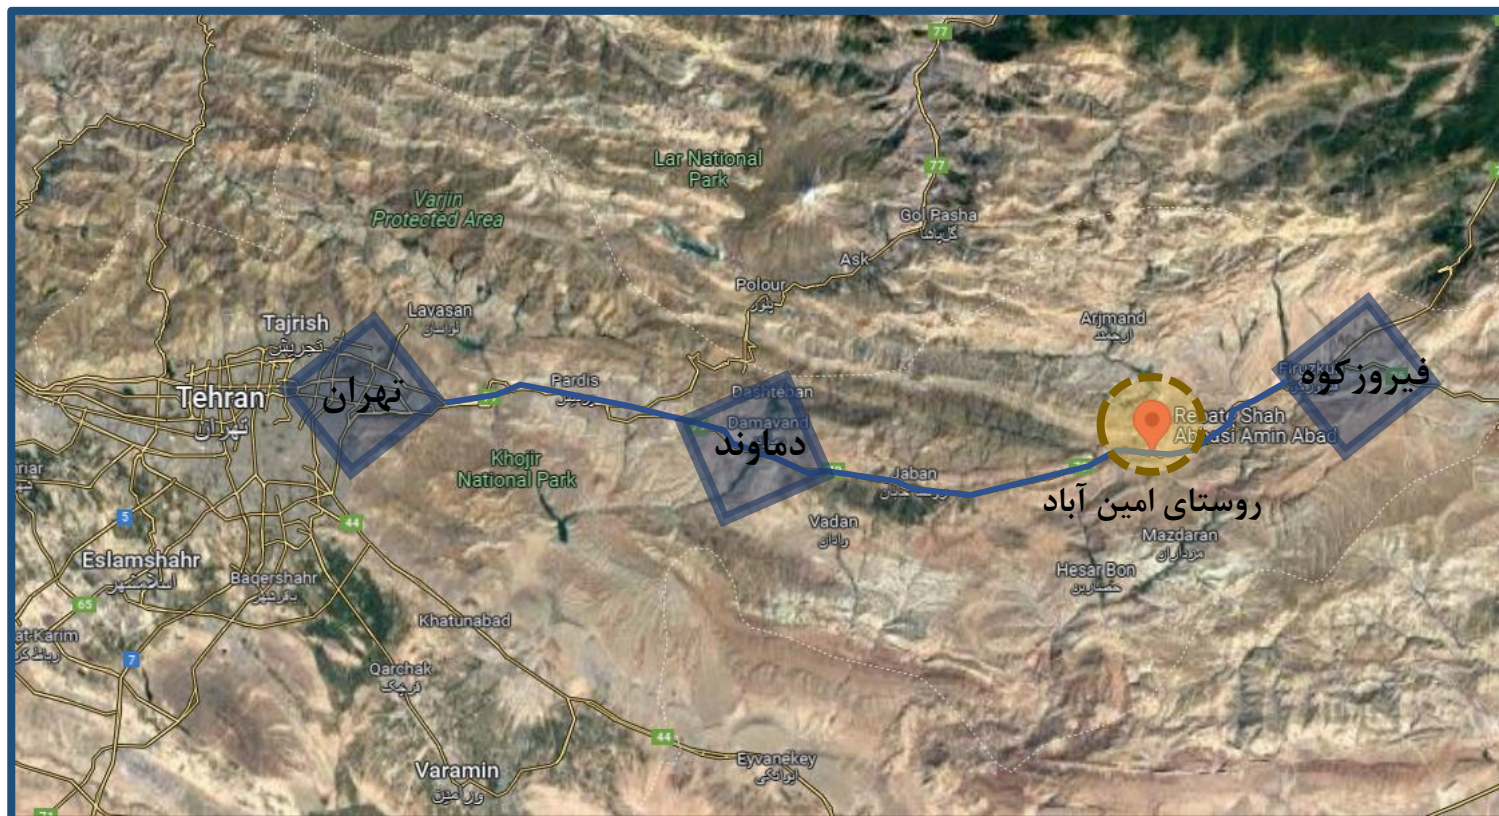 77
Lar National
Park
77
Varjin
Protected Area
Gol Pasha
گل‌پاشا
Ask
Polour
پلور
Lavasan
لواسان
Tajrish
تجریش
Arjmand
ارجمند
Tehran
تهران
تهران
Pardis
Dashteban
Damavand
دماوند
فیروزکوه
Rebate Shah
Abbasi Amin Abad
روستای امین آباد
Khojir
National Park
Jaban
Vadan
وادان
Mazdaran
مزداران
Hesar Bon
حصاربن
5
44
Eslamshahr
اسلامشهر
Baqershahr
باقرشهر
65
Khatunabad
7
Qarchak
قرچک
44
Varamin
ورامین
Eyvanekey
ایوانکی
71